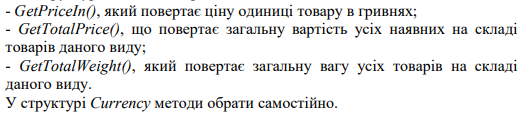 - GetPriceIn(), який повертає ціну одиниці товару в гривнях;
- GetTotalPrice(), що повертає загальну вартість усіх наявних на складі
товарів даного виду;
- GetTotalWeight(), який повертає загальну вагу усіх товарів на складі
даного виду.
У структурі Currency методи обрати самостійно.